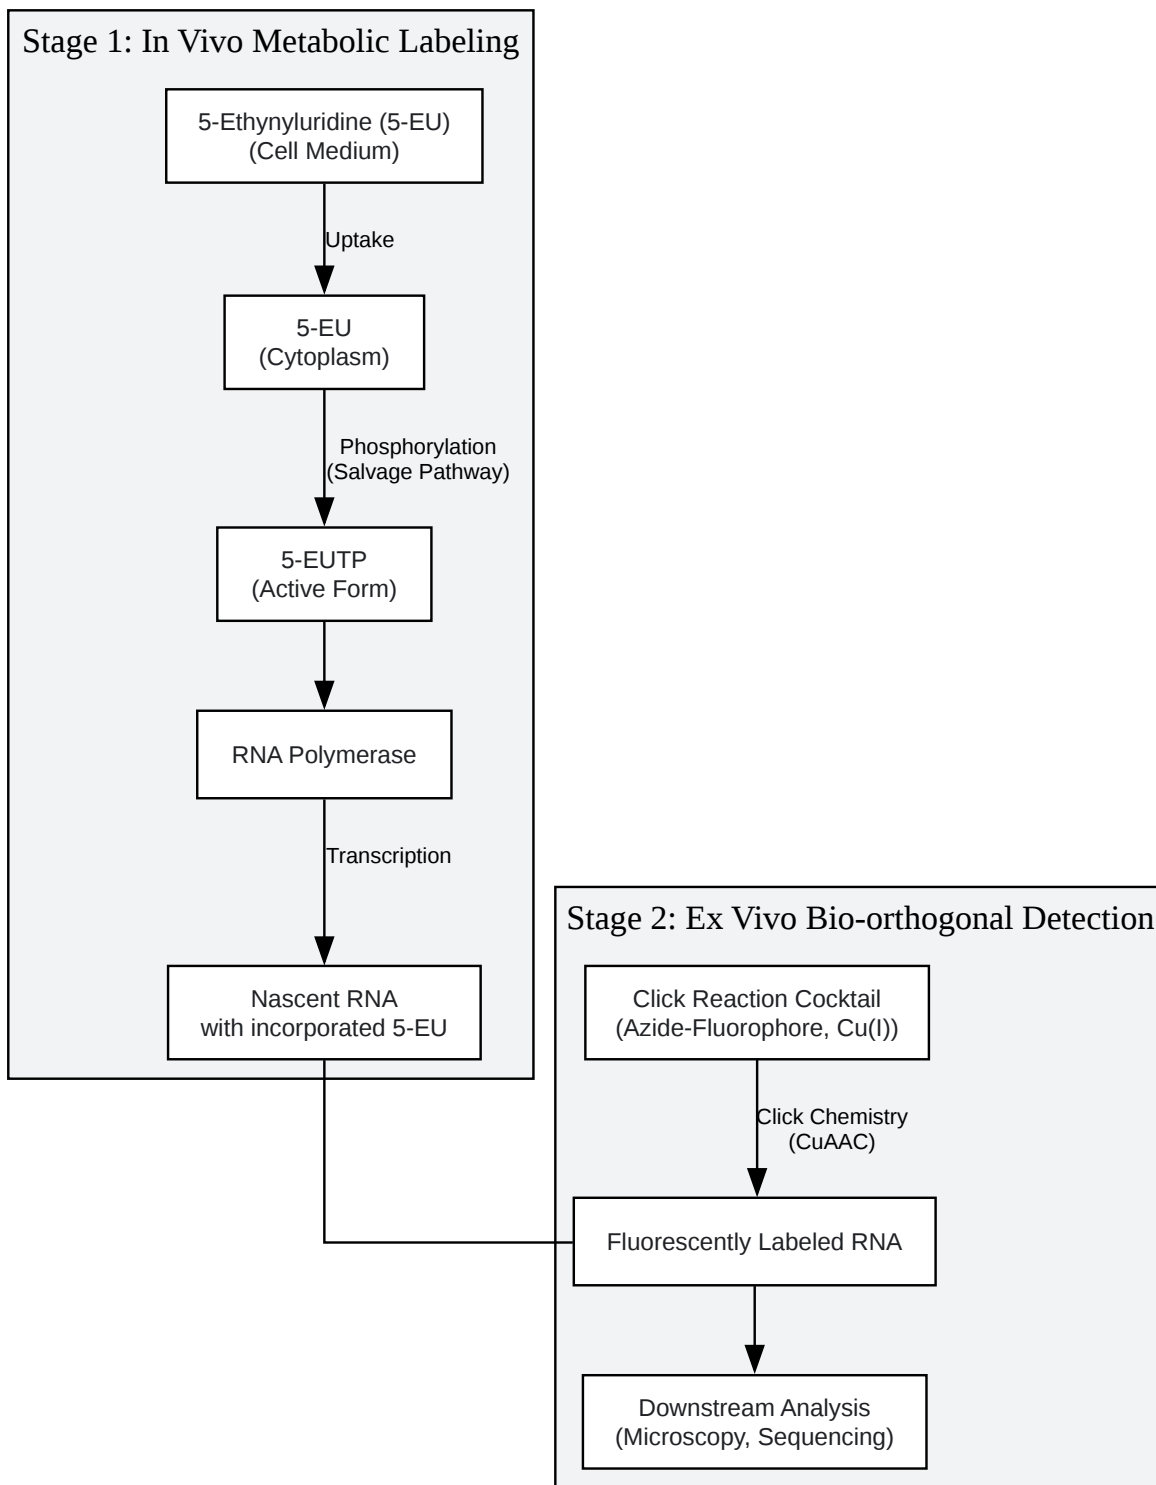 Stage 1: In Vivo Metabolic Labeling
5-Ethynyluridine (5-EU)
(Cell Medium)
Uptake
5-EU
(Cytoplasm)
Phosphorylation
(Salvage Pathway)
5-EUTP
(Active Form)
RNA Polymerase
Transcription
Nascent RNA
with incorporated 5-EU
Stage 2: Ex Vivo Bio-orthogonal Detection
Click Reaction Cocktail
(Azide-Fluorophore, Cu(I))
Click Chemistry
(CuAAC)
Fluorescently Labeled RNA
Downstream Analysis
(Microscopy, Sequencing)